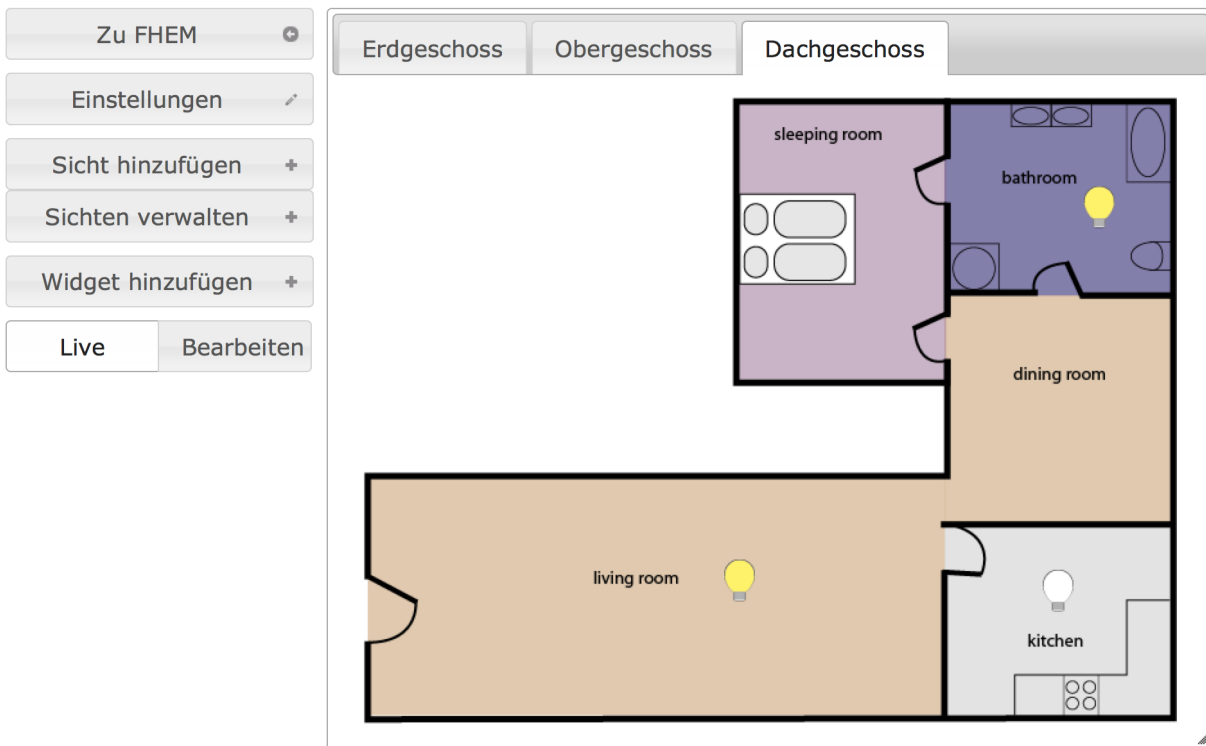 Zu FHEM
Einstellungen
Sicht hinzufügen
Sichten verwalten
Widget hinzufügen
Live Bearbeiten
Erdgeschoss Obergeschoss Dachgeschoss
sleeping room
bathroom
dining room
living room
kitchen